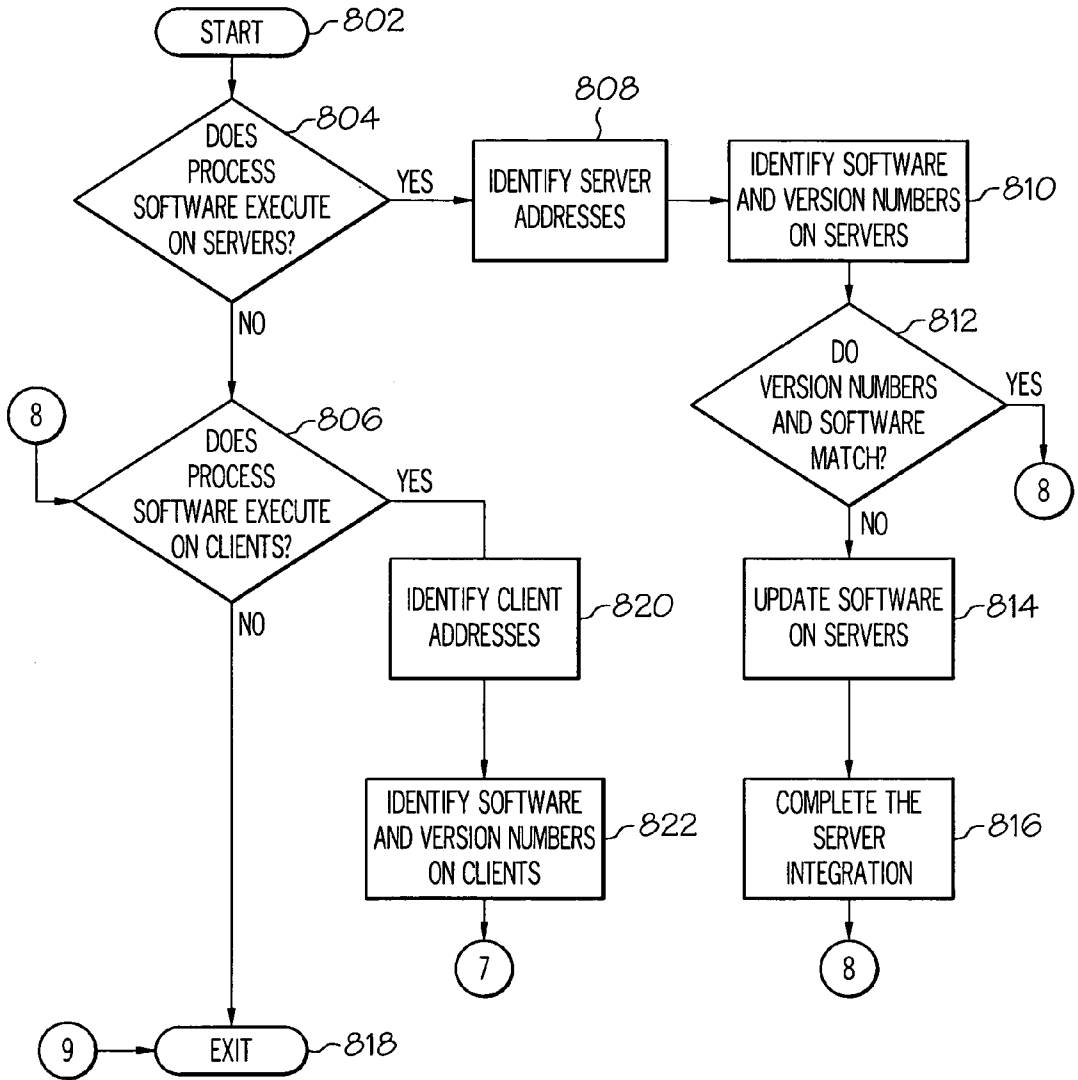 START
802
DOES
PROCESS
SOFTWARE EXECUTE
ON SERVERS?
804
YES
NO
808
IDENTIFY SERVER
ADDRESSES
IDENTIFY SOFTWARE
AND VERSION NUMBERS
ON SERVERS
810
DO
VERSION NUMBERS
AND SOFTWARE
MATCH?
812
YES
8
NO
8
DOES
PROCESS
SOFTWARE EXECUTE
ON CLIENTS?
806
YES
NO
IDENTIFY CLIENT
ADDRESSES
820
UPDATE SOFTWARE
ON SERVERS
814
IDENTIFY SOFTWARE
AND VERSION NUMBERS
ON CLIENTS
822
COMPLETE THE
SERVER
INTEGRATION
816
7
8
9
EXIT
818